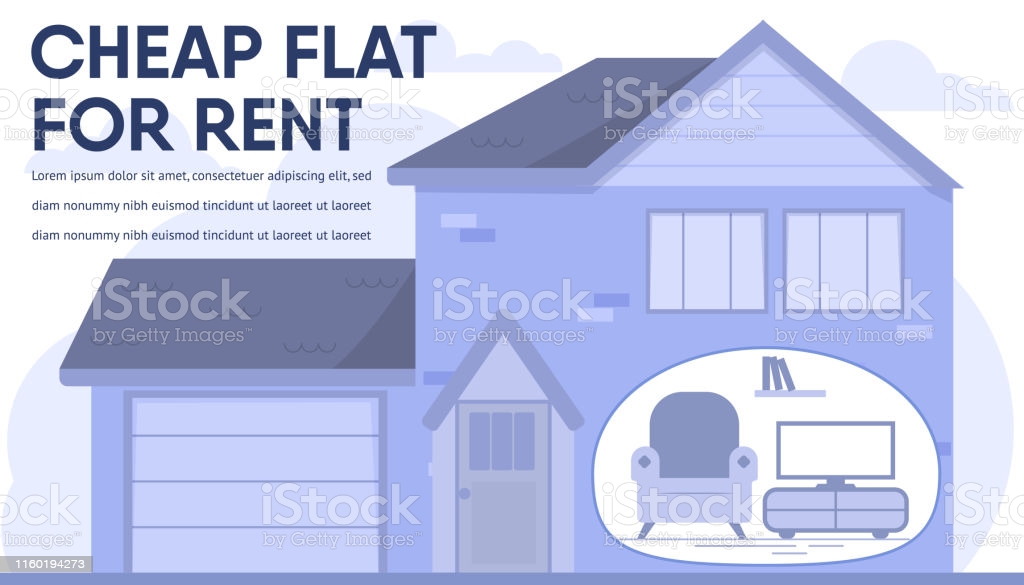 CHEAP FLAT
FOR RENT
Lorem ipsum dolor sit amet, consectetuer adipiscing elit, sed
diam nonummy nibh euismod tincidunt ut laoreet ut laoreet
diam nonummy nibh euismod tincidunt ut laoreet ut laoreet
iStock
by Getty Images™
1160194273